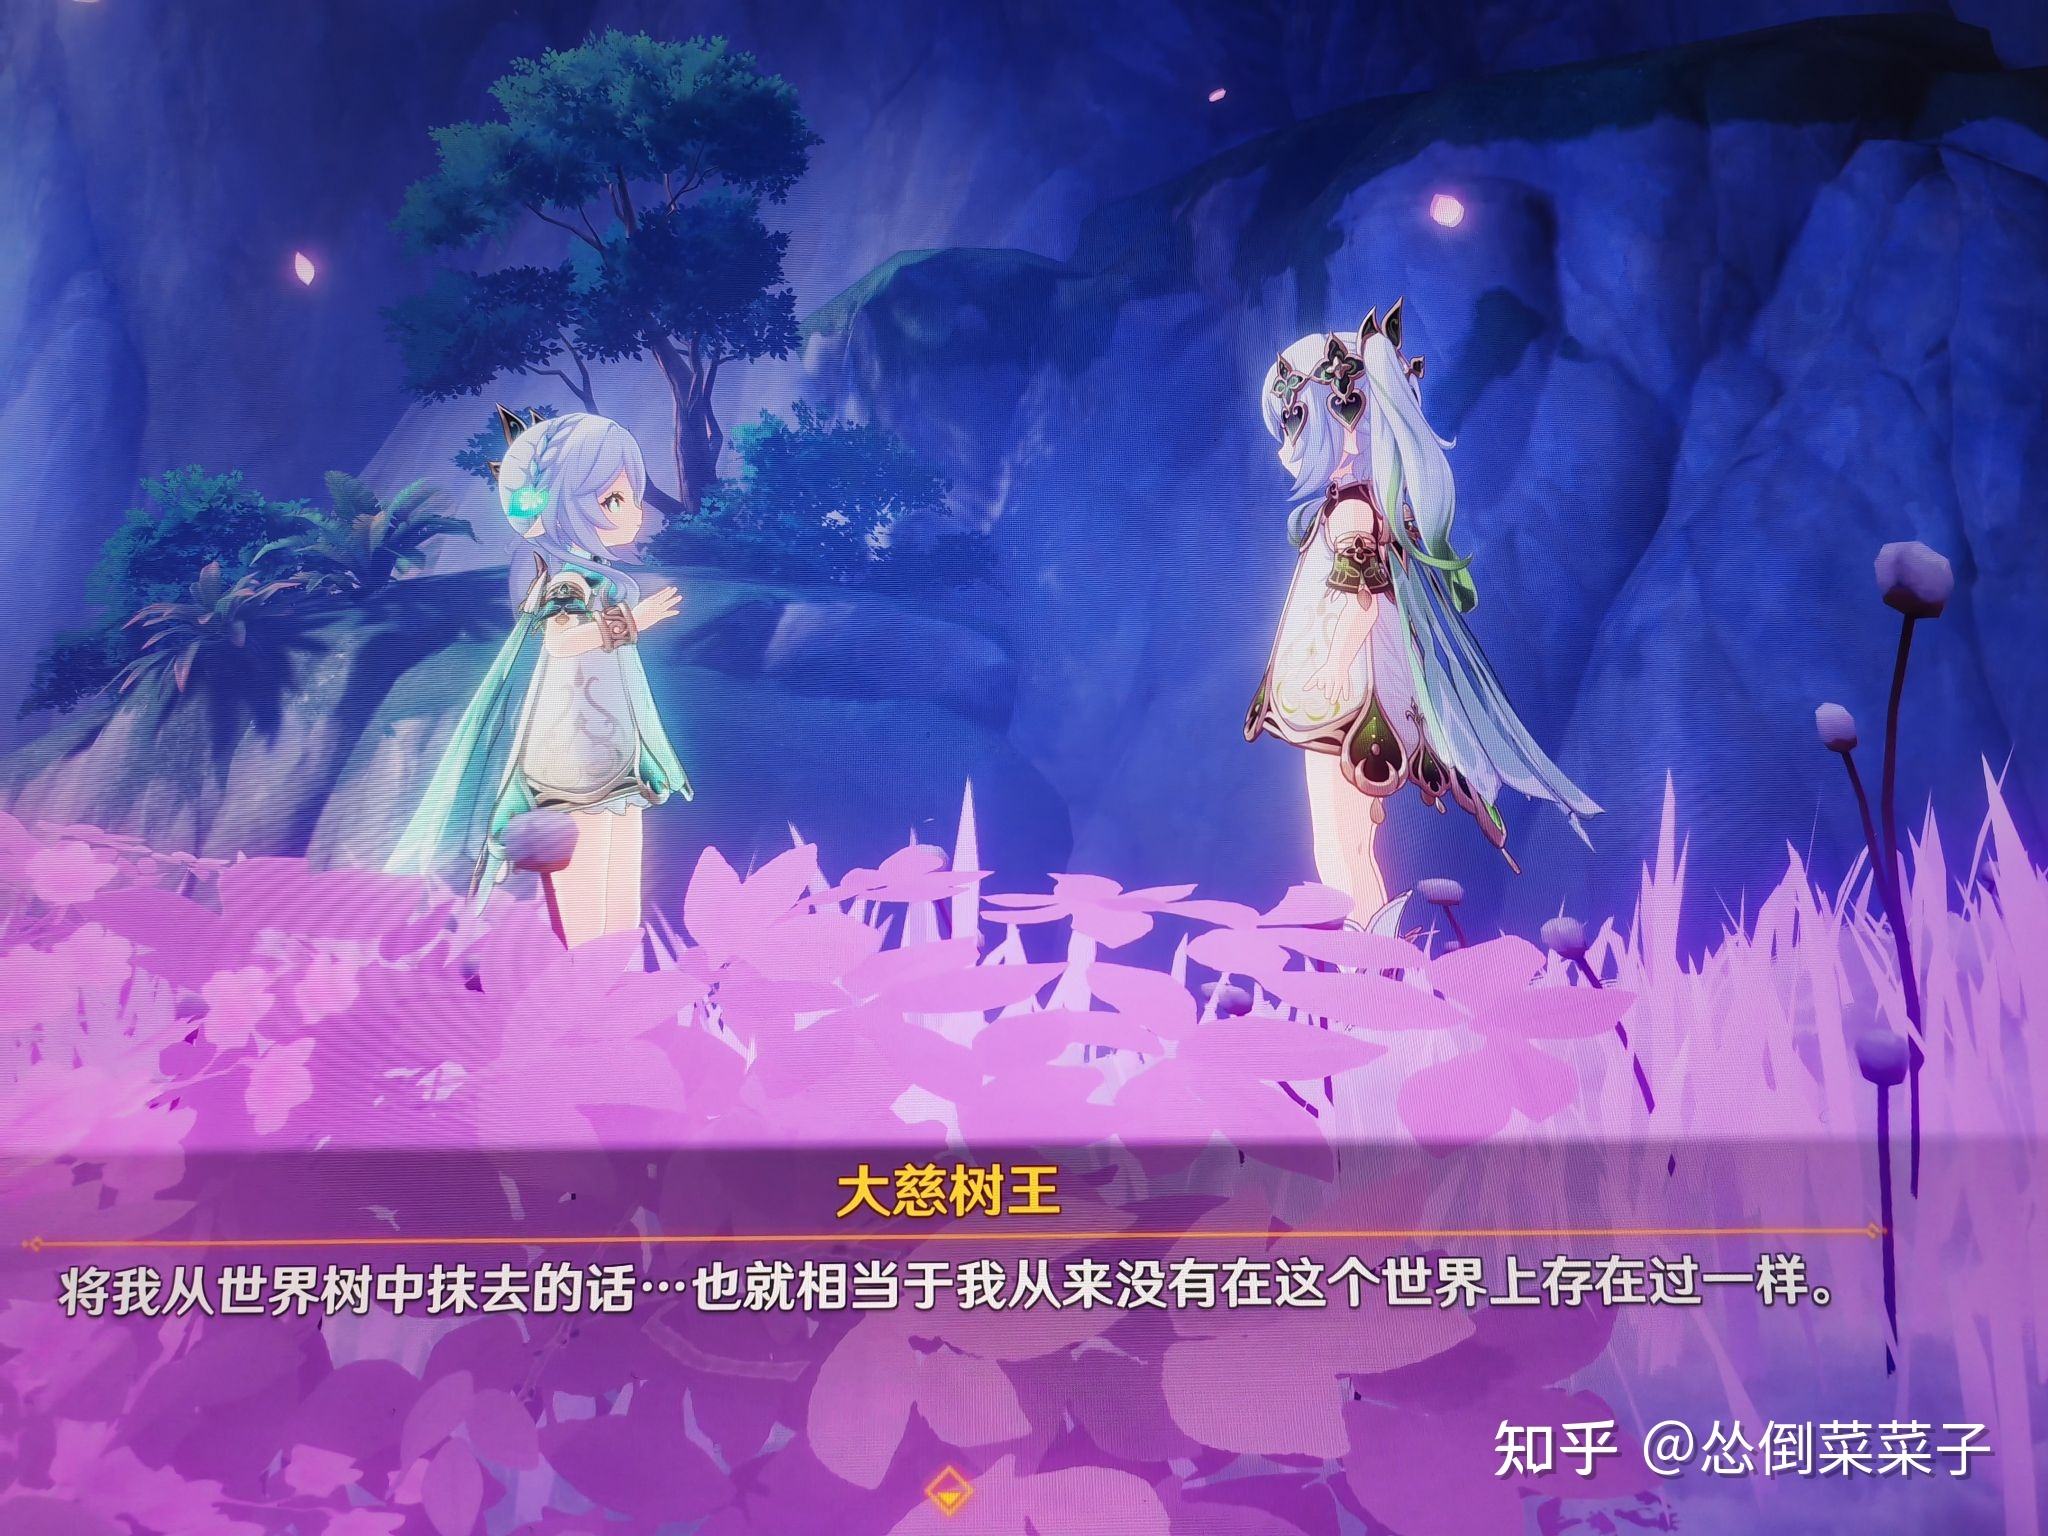 大慈树王
将我从世界树中抹去的话…也就相当于我从来没有在这个世界上存在过一样。
知乎 @怂倒菜菜子